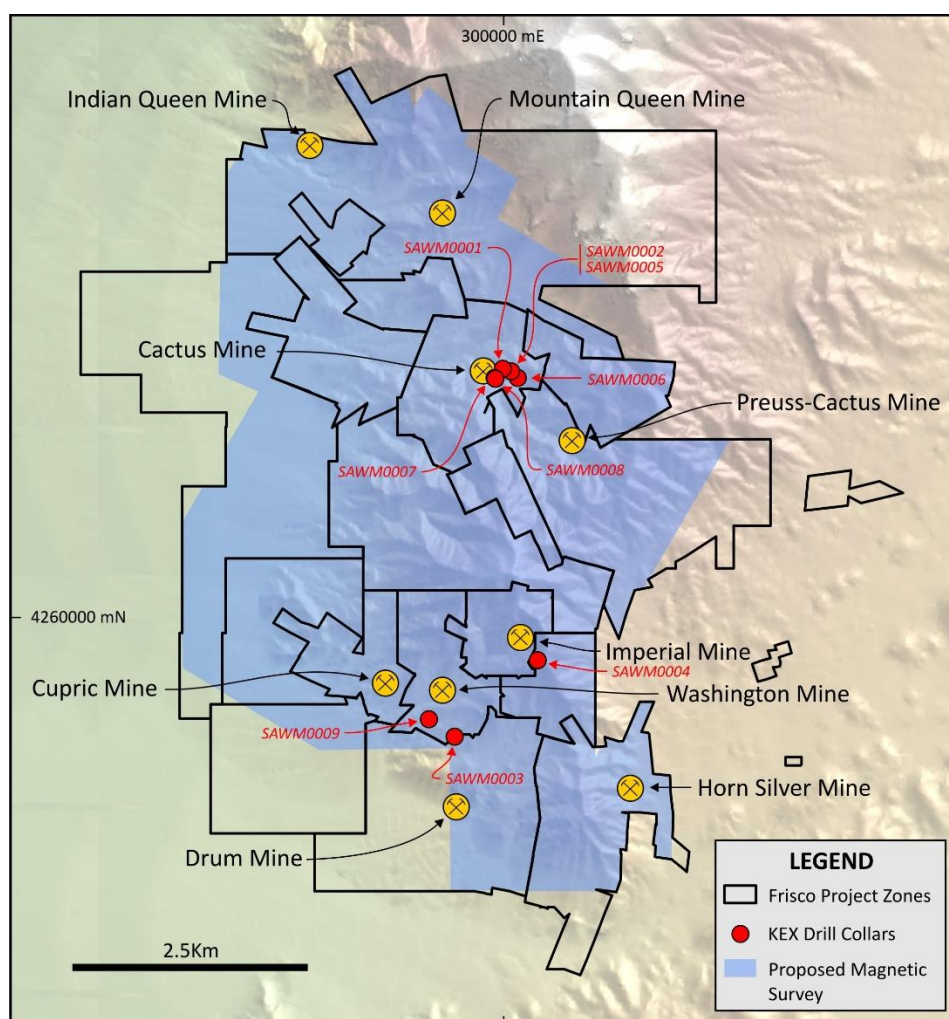 300000 mE
Indian Queen Mine
Mountain Queen Mine
SAWM0001
SAWM0002
SAWM0005
Cactus Mine
SAWM0006
Preuss-Cactus Mine
SAWM0007
SAWM0008
4260000 mN
Imperial Mine
SAWM0004
Cupric Mine
Washington Mine
SAWM0009
SAWM0003
Horn Silver Mine
Drum Mine
LEGEND
Frisco Project Zones
KEX Drill Collars
Proposed Magnetic
Survey
2.5Km